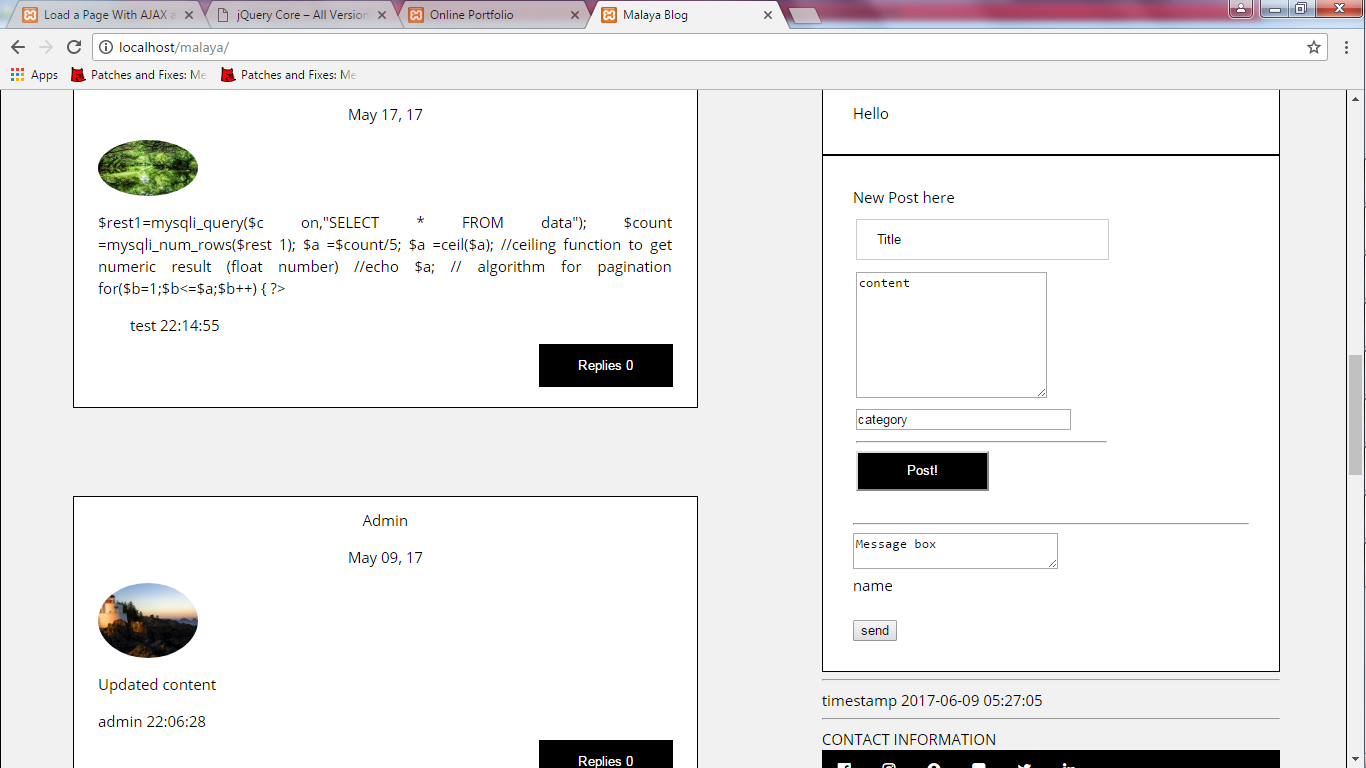 Load a Page With AJAX a
jQuery Core – All Version
Online Portfolio
Malaya Blog
localhost/malaya/
Apps
Patches and Fixes: Me
Patches and Fixes: Me
May 17, 17
$rest1=mysqli_query($c on,"SELECT * FROM data"); $count
=mysqli_num_rows($rest 1); $a =$count/5; $a =ceil($a); //ceiling function to get
numeric result (float number) //echo $a; // algorithm for pagination
for($b=1;$b<=$a;$b++) { ?>
test 22:14:55
Replies 0
Admin
May 09, 17
Updated content
admin 22:06:28
Replies 0
Hello
New Post here
Title
content
category
Post!
Message box
name
send
timestamp 2017-06-09 05:27:05
CONTACT INFORMATION